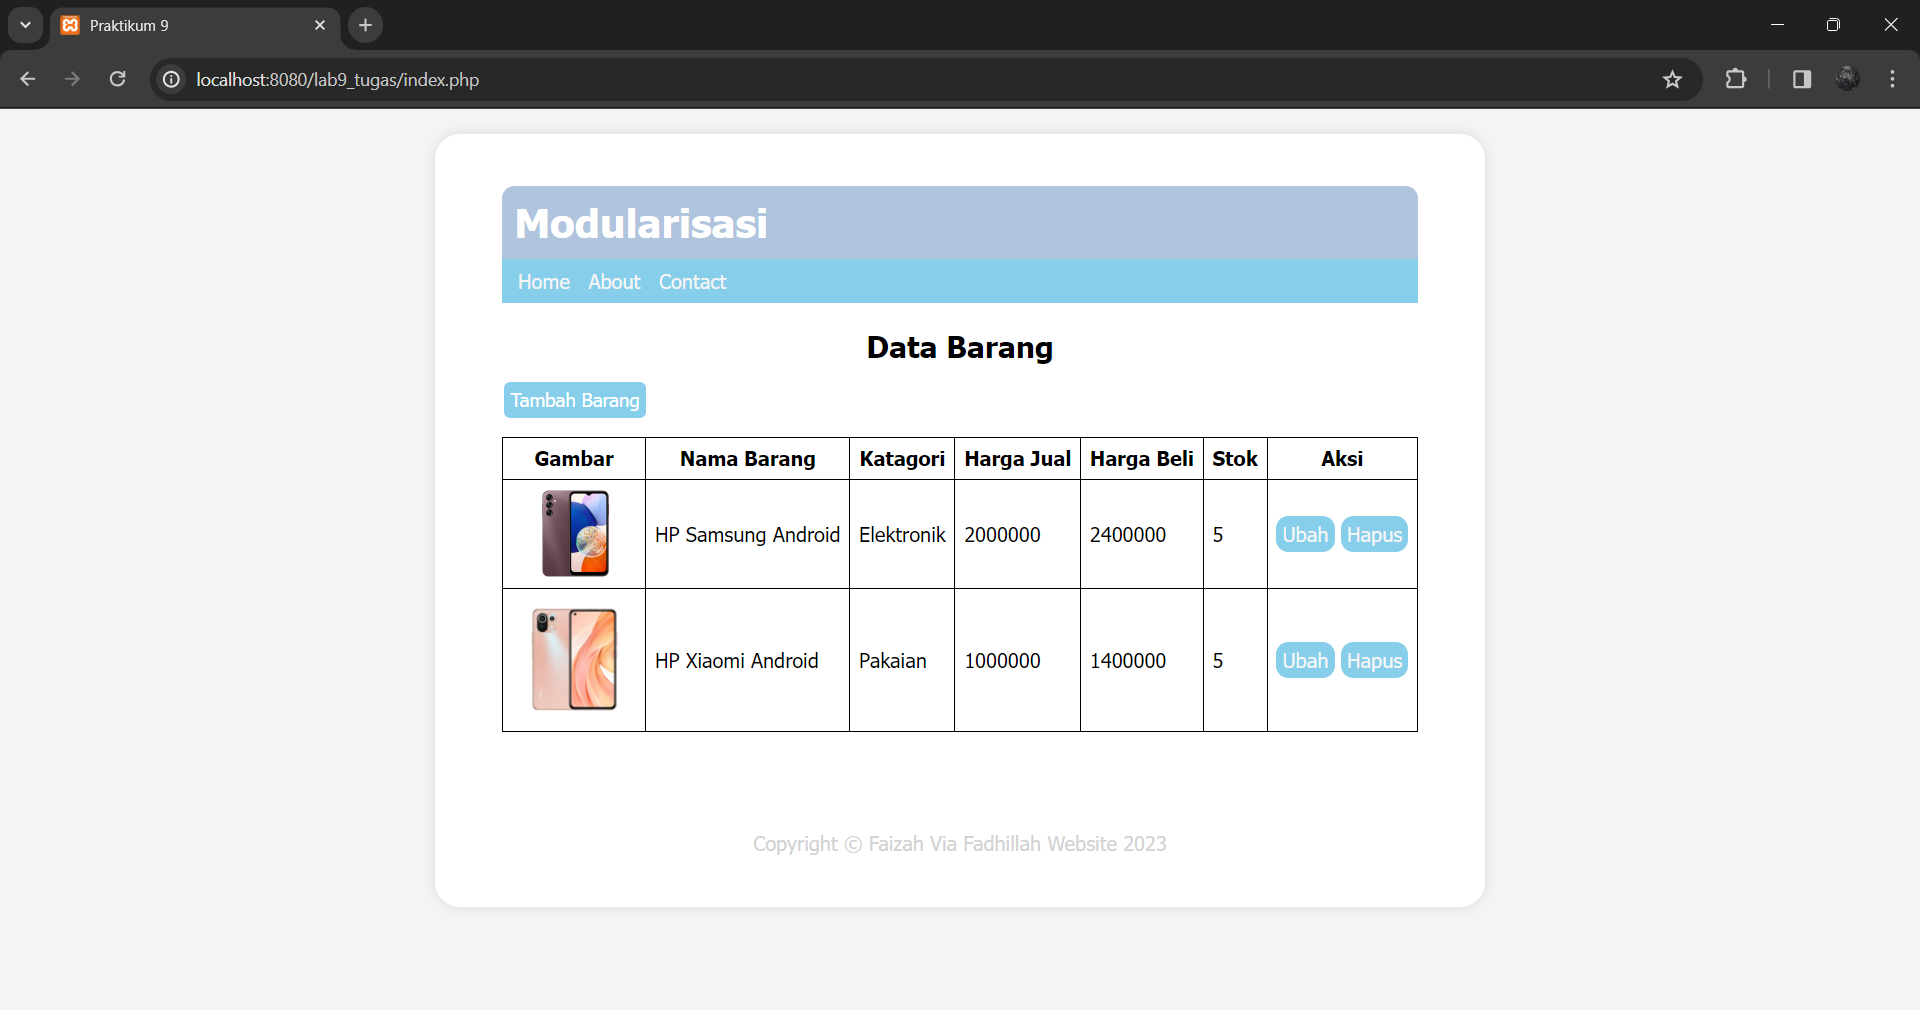 Praktikum 9
localhost:8080/lab9_tugas/index.php
Modularisasi
Home About Contact
Data Barang
Tambah Barang
Gambar Nama Barang Katagori Harga Jual Harga Beli Stok Aksi
HP Samsung Android Elektronik 2000000 2400000 5 Ubah Hapus
HP Xiaomi Android Pakaian 1000000 1400000 5 Ubah Hapus
Copyright © Faizah Via Fadhillah Website 2023